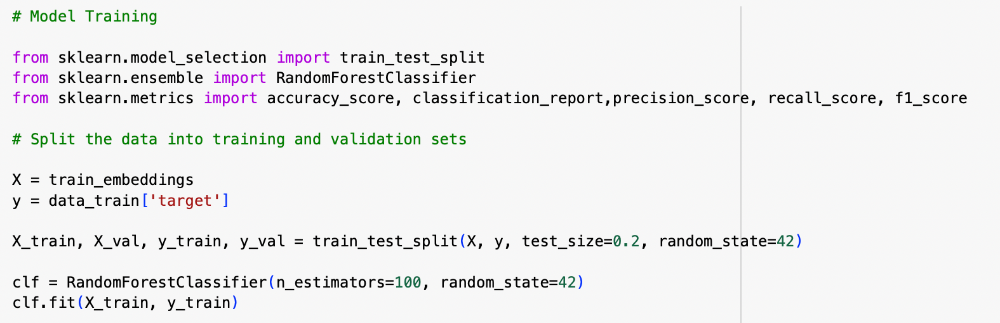 # Model Training
from sklearn.model_selection import train_test_split
from sklearn.ensemble import RandomForestClassifier
from sklearn.metrics import accuracy_score, classification_report,precision_score, recall_score, f1_score
# Split the data into training and validation sets
X = train_embeddings
y = data_train['target']
X_train, X_val, y_train, y_val = train_test_split(X, y, test_size=0.2, random_state=42)
clf = RandomForestClassifier(n_estimators=100, random_state=42)
clf.fit(X_train, y_train)